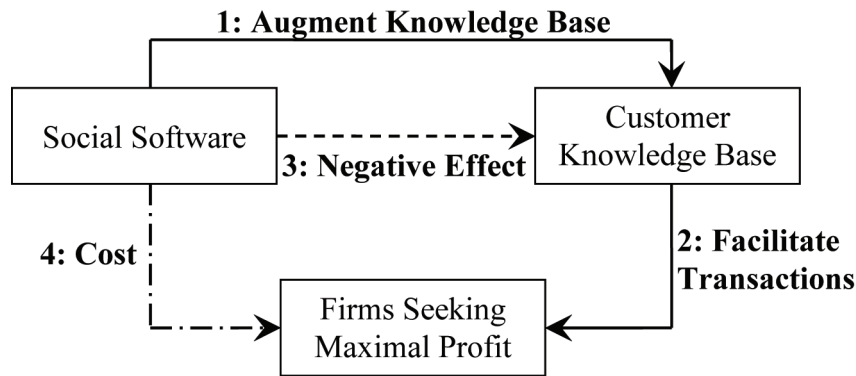 1: Augment Knowledge Base
Social Software
Customer
Knowledge Base
3: Negative Effect
4: Cost
2: Facilitate
Transactions
Firms Seeking
Maximal Profit